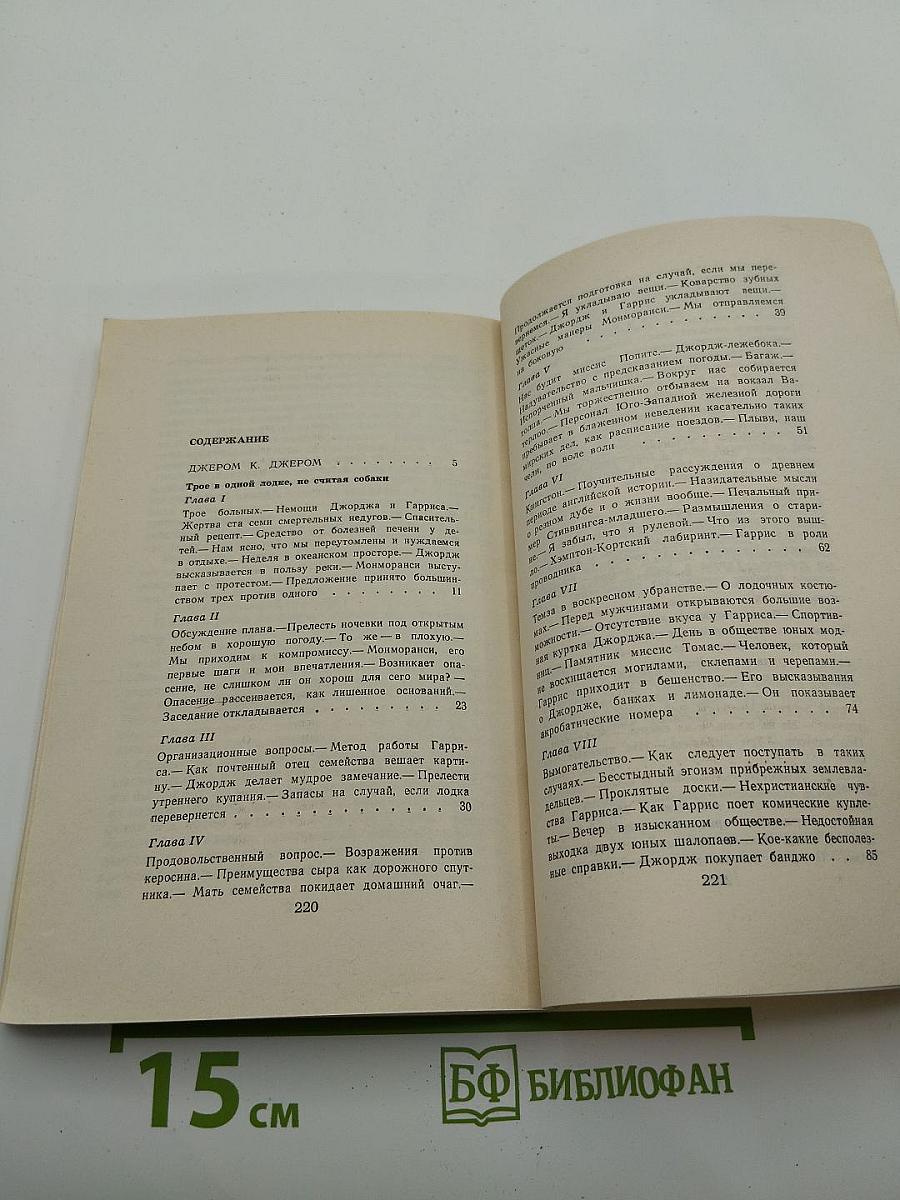 СОДЕРЖАНИЕ
ДЖЕРОМ К. ДЖЕРОМ . . . . . . . . 5
Трое в одной лодке, не считая собаки
Глава I
Трое больных.— Немощи Джорджа и Гарриса.—
Жертва ста семи смертельных недугов.— Спаситель-
ный рецепт.— Средство от болезней печени у де-
тей.— Нам ясно, что мы переутомлены и нуждаемся
в отдыхе.— Неделя в океанском просторе.— Джордж
высказывается в пользу реки.— Монморанси высту-
пает с протестом.— Предложение принято большин-
ством трех против одного . . . . . . . . 11
Глава II
Обсуждение плана.— Прелесть ночевки под открытым
небом в хорошую погоду.— То же — в плохую.—
Мы приходим к компромиссу.— Монморанси, его
первые шаги и мои впечатления.— Возникает опа-
сение, не слишком ли он хорош для сего мира? —
Опасение рассеивается, как лишенное оснований.—
Заседание откладывается . . . . . . . . . 23
Глава III
Организационные вопросы.— Метод работы Гарри-
са.— Как почтенный отец семейства вешает карти-
ну.— Джордж делает мудрое замечание.— Прелести
утреннего купания.— Запасы на случай, если лодка
перевернется . . . . . . . . . . . . . 30
Глава IV
Продовольственный вопрос.— Возражения против
керосина.— Преимущества сыра как дорожного спут-
ника.— Мать семейства покидает домашний очаг.—
220
Продолжается подготовка на случай, если мы пере-
вернемся.— Я укладываю вещи.— Коварство зубных
щеток.— Джордж и Гаррис укладывают вещи.—
Ужасные манеры Монморанси.— Мы отправляемся
на боковую . . . . . . . . . . . . 39
Глава V
Нас будит миссис Попитс.— Джордж-лежебока.—
Надувательство с предсказанием погоды.— Багаж.—
Испорченный мальчишка.— Вокруг нас собирается
толпа.— Мы торжественно отбываем на вокзал Ва-
терлоо.— Персонал Юго-Западной железной дороги
пребывает в блаженном неведении касательно таких
мирских дел, как расписание поездов.— Плыви, наш
челн, по воле волн . . . . . . . . . . 51
Глава VI
Кингстон.— Поучительные рассуждения о древнем
периоде английской истории.— Назидательные мысли
о резном дубе и о жизни вообще.— Печальный при-
мер Стиввингса-младшего.— Размышления о стари-
не.— Я забыл, что я рулевой.— Что из этого выш-
ло.— Хэмптон-Кортский лабиринт.— Гаррис в роли
проводника . . . . . . . . . . . . . 62
Глава VII
Темза в воскресном убранстве.— О лодочных костю-
мах.— Перед мужчинами открываются большие воз-
можности.— Отсутствие вкуса у Гарриса.— Спортив-
ная куртка Джорджа.— День в обществе юных мод-
ниц.— Памятник миссис Томас.— Человек, который
не восхищается могилами, склепами и черепами.—
Гаррис приходит в бешенство.— Его высказывания
о Джордже, банках и лимонаде.— Он показывает
акробатические номера . . . . . . . . . 74
Глава VIII
Вымогательство.— Как следует поступать в таких
случаях.— Бесстыдный эгоизм прибрежных землевла-
дельцев.— Проклятые доски.— Нехристианские чув-
ства Гарриса.— Как Гаррис поет комические купле-
ты.— Вечер в изысканном обществе.— Недостойная
выходка двух юных шалопаев.— Кое-какие бесполез-
ные справки.— Джордж покупает банджо . . 85
221
15 см
БФ БИБЛИОФАН